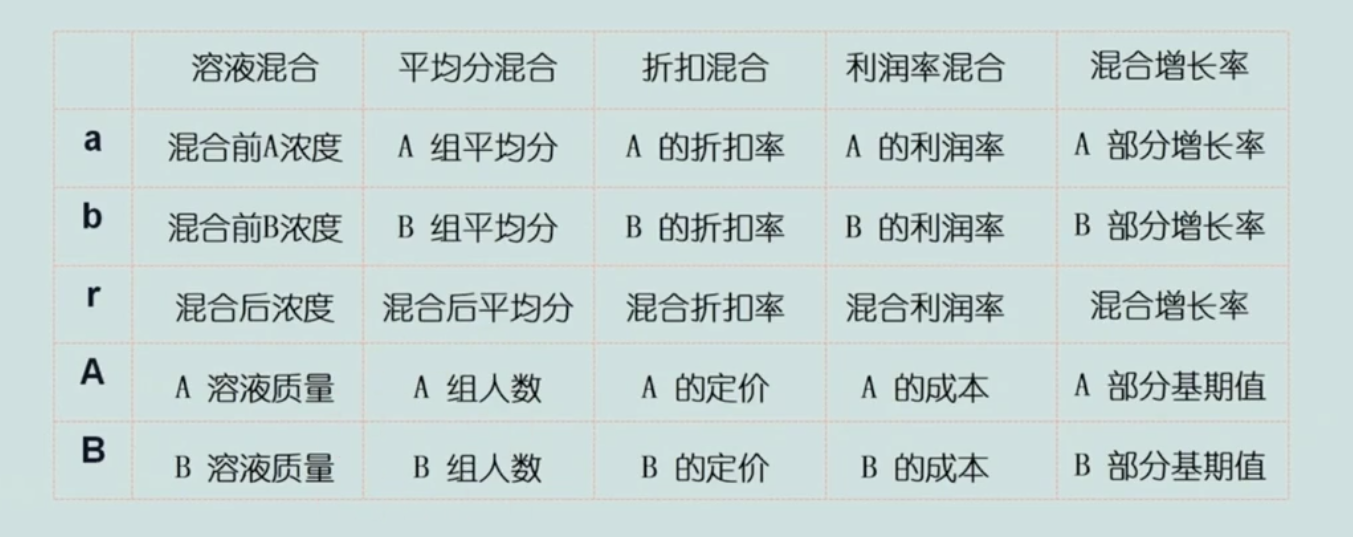 溶液混合 平均分混合 折扣混合 利润率混合 混合增长率
a 混合前A浓度 A 组平均分 A 的折扣率 A 的利润率 A 部分增长率
b 混合前B浓度 B 组平均分 B 的折扣率 B 的利润率 B 部分增长率
r 混合后浓度 混合后平均分 混合折扣率 混合利润率 混合增长率
A A 溶液质量 A 组人数 A 的定价 A 的成本 A 部分基期值
B B 溶液质量 B 组人数 B 的定价 B 的成本 B 部分基期值